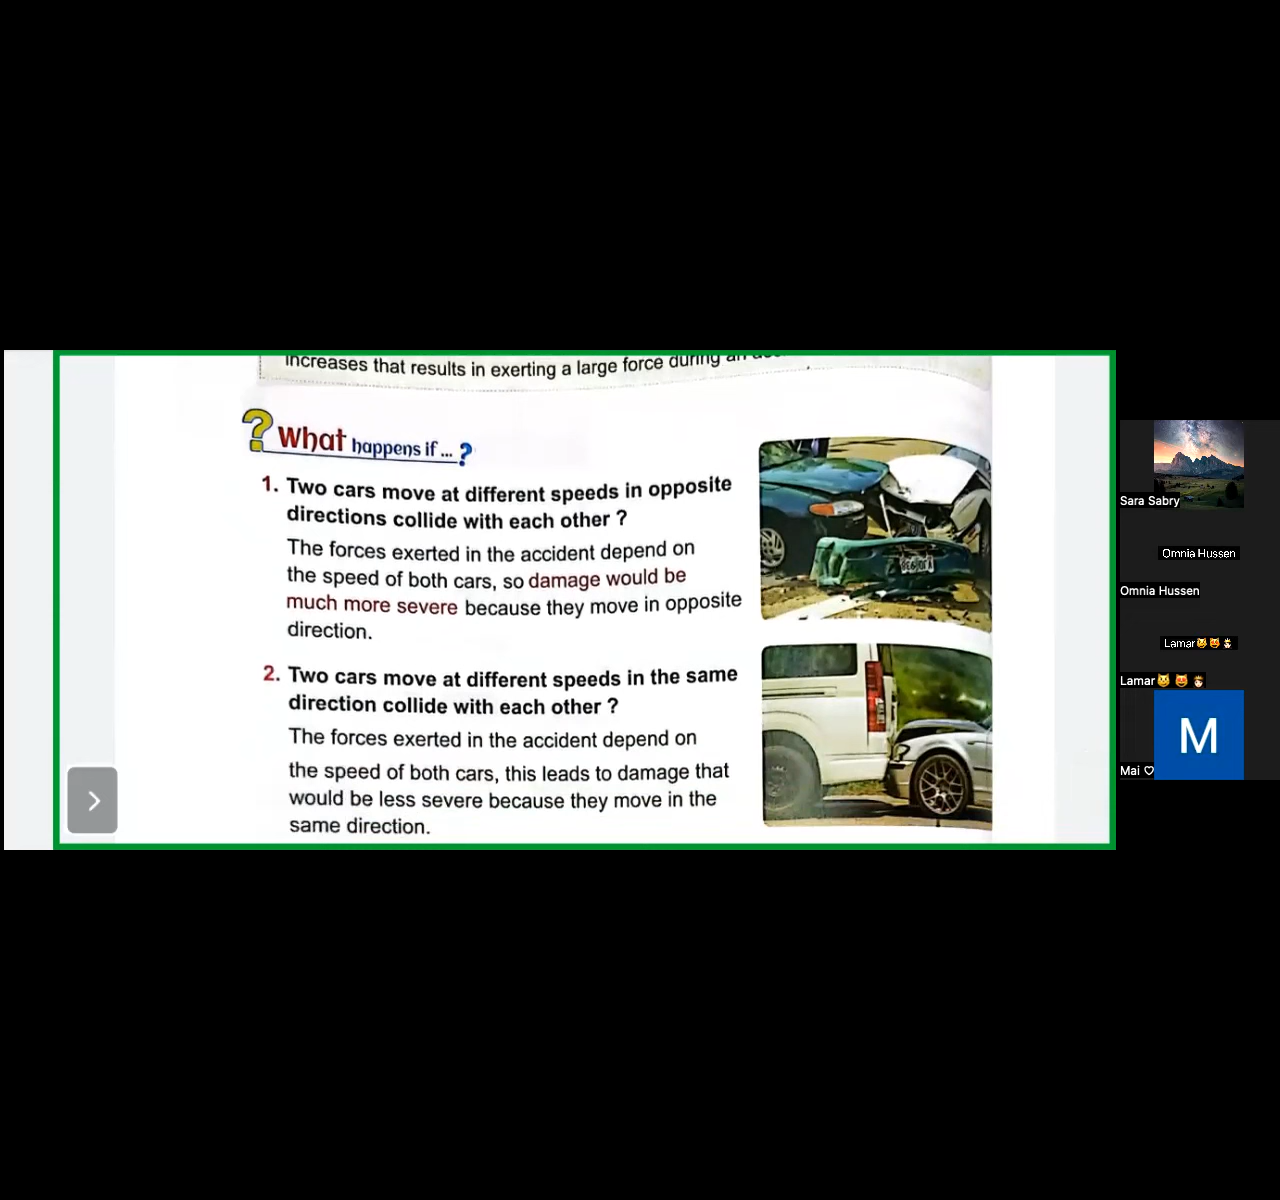 increases that results in exerting a large force during an
? What happens if ... ?
1. Two cars move at different speeds in opposite
directions collide with each other ?
The forces exerted in the accident depend on
the speed of both cars, so damage would be
much more severe because they move in opposite
direction.
2. Two cars move at different speeds in the same
direction collide with each other ?
The forces exerted in the accident depend on
the speed of both cars, this leads to damage that
would be less severe because they move in the
same direction.
Sara Sabry
Omnia Hussen
Omnia Hussen
Lamar😼😻🤴🏻
Lamar😼 😻 🤴🏻
M
Mai ♡